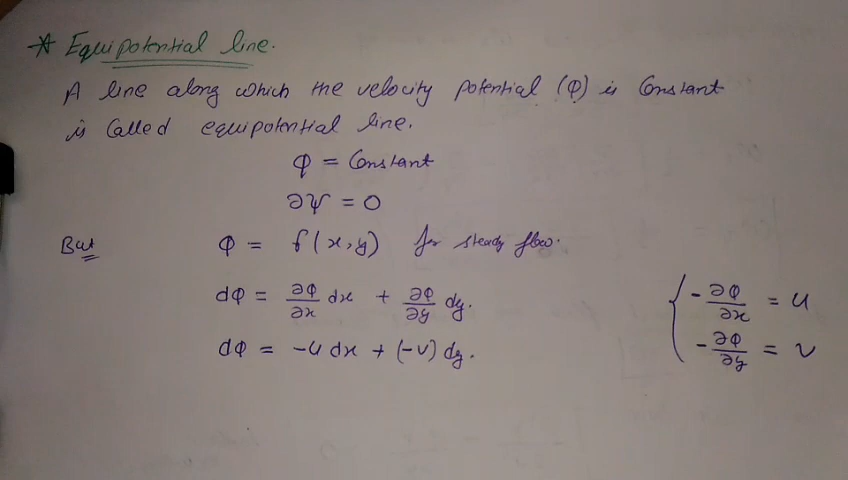 * Equipotential line.
A line along which the velocity potential (φ) is Constant
is Called equipotential line.
φ = Constant
∂ψ = 0
But φ = f(x,y) for steady flow.
dφ = ∂φ/∂x dx + ∂φ/∂y dy.
{ -∂φ/∂x = u
dφ = -u dx + (-v) dy.
-∂φ/∂y = v